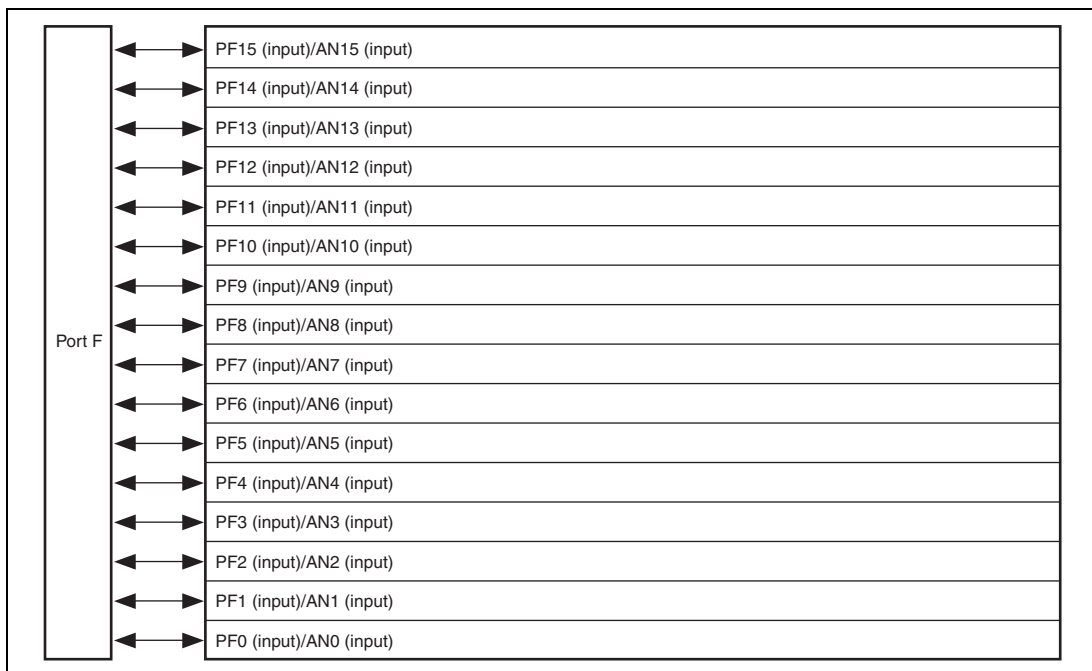 PF15 (input)/AN15 (input)
PF14 (input)/AN14 (input)
PF13 (input)/AN13 (input)
PF12 (input)/AN12 (input)
PF11 (input)/AN11 (input)
PF10 (input)/AN10 (input)
PF9 (input)/AN9 (input)
PF8 (input)/AN8 (input)
Port F
PF7 (input)/AN7 (input)
PF6 (input)/AN6 (input)
PF5 (input)/AN5 (input)
PF4 (input)/AN4 (input)
PF3 (input)/AN3 (input)
PF2 (input)/AN2 (input)
PF1 (input)/AN1 (input)
PF0 (input)/AN0 (input)